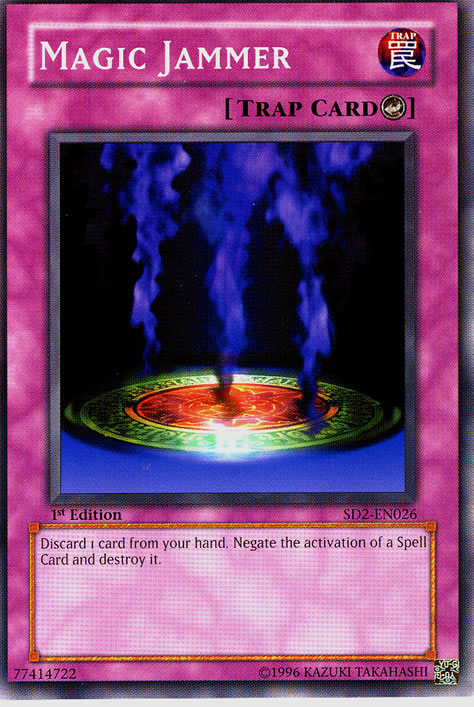 MAGIC JAMMER
TRAP
罠
[TRAP CARD]
1st Edition
SD2-EN026
Discard 1 card from your hand. Negate the activation of a Spell
Card and destroy it.
77414722
©1996 KAZUKI TAKAHASHI